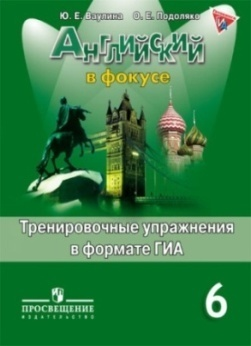 Ю. Е. Ваулина О. Е. Подоляко
Английский
в фокусе
Тренировочные упражнения
в формате ГИА
6
ПРОСВЕЩЕНИЕ
ИЗДАТЕЛЬСТВО